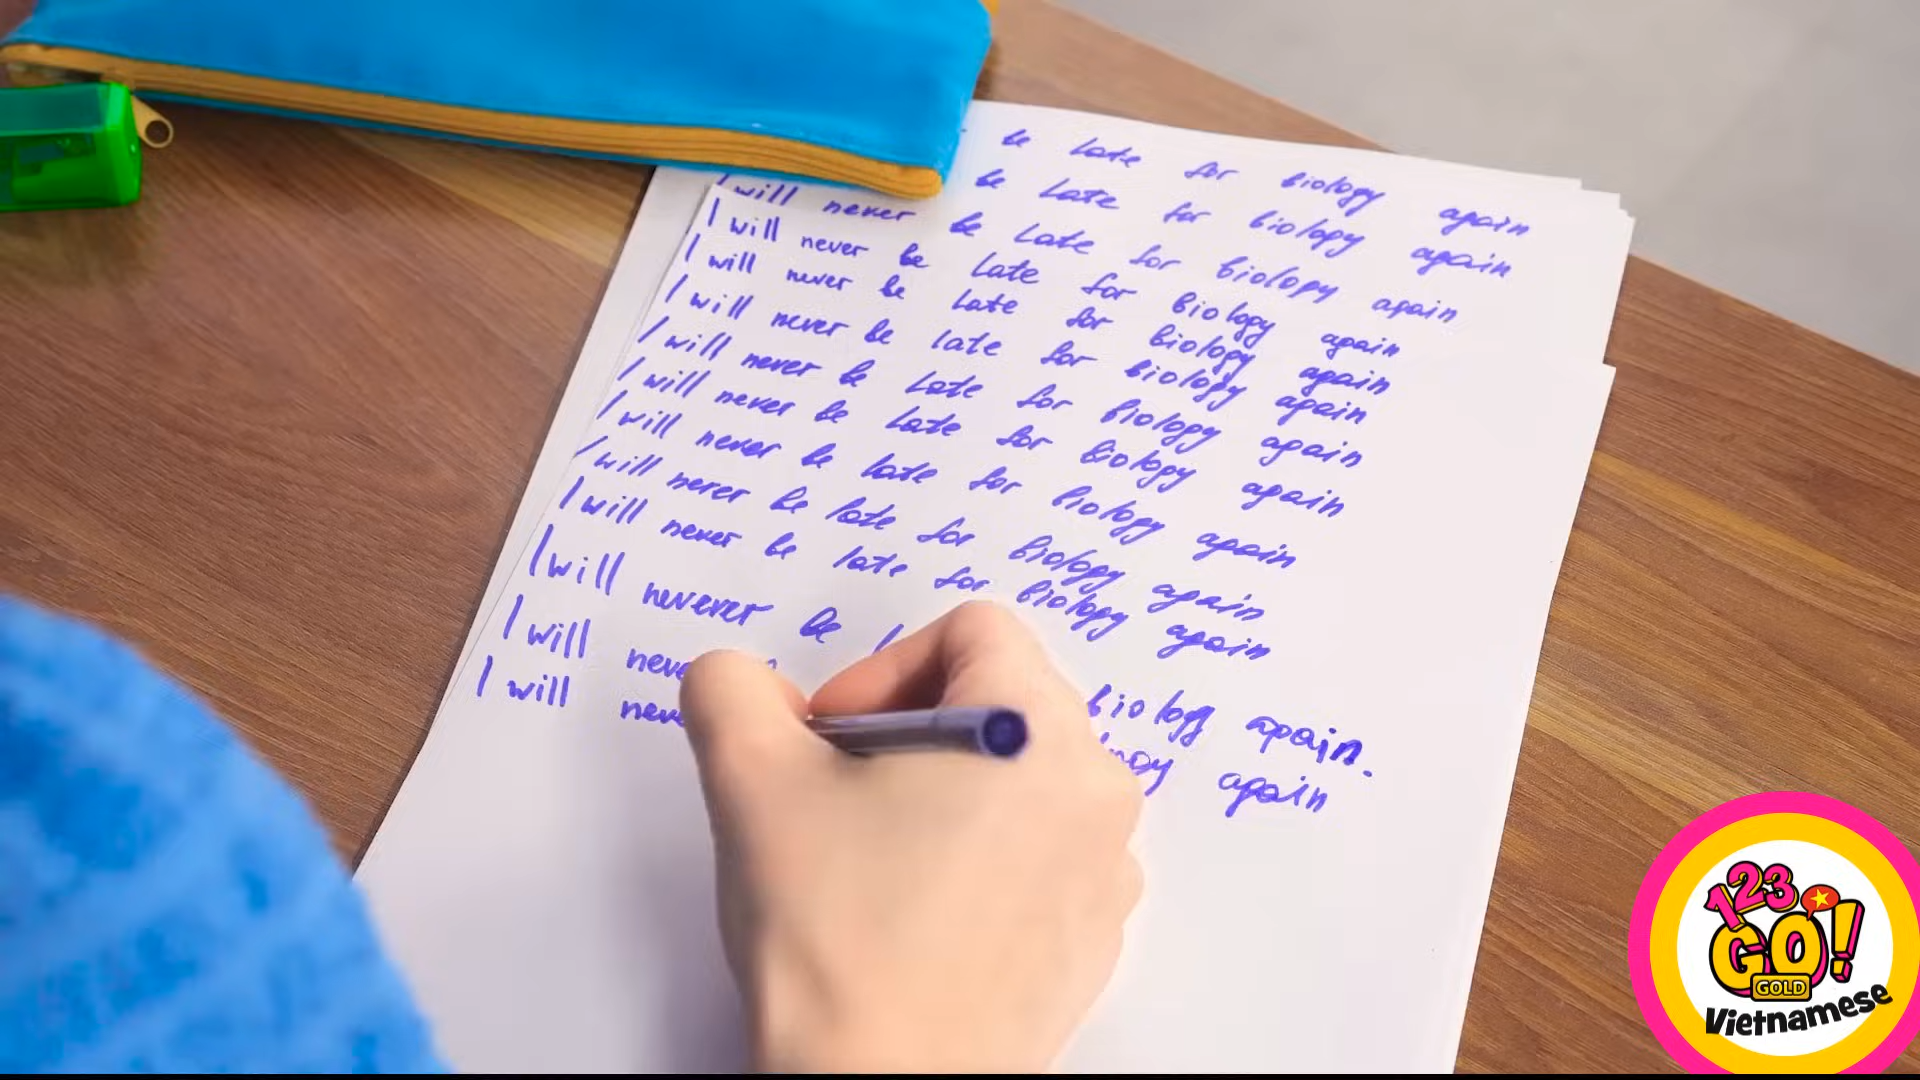 be late for biology again
be late for biology again
I will never be late for biology again
I will never be late for biology again
I will never be late for biology again
I will never be late for biology again
I will never be late for biology again
I will never be late for biology again
I will never be late for biology again
I will never be late for biology again
I will never be late for biology again
I will neverer be biology again.
I will neve again
I will neve
123 GO!
GOLD
Vietnamese